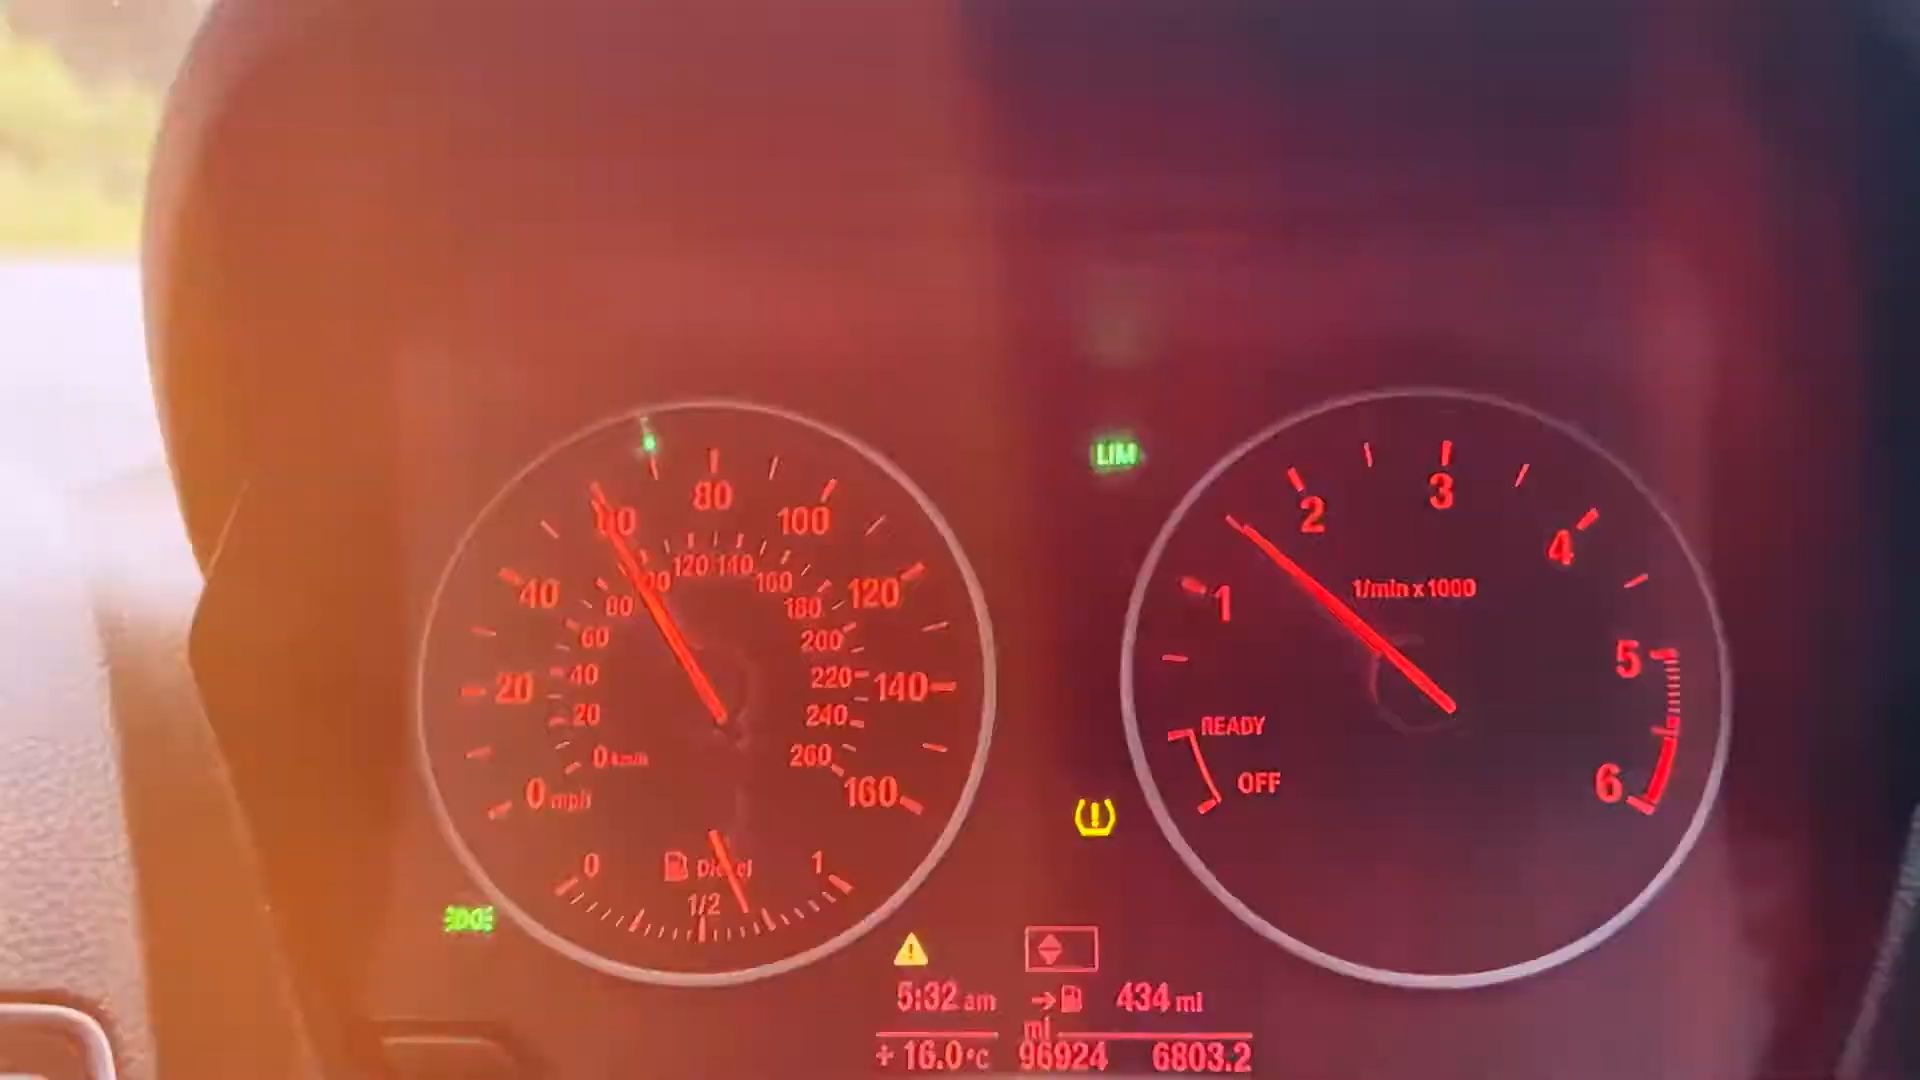 80
60
100
40
120
20
140
0 mph
160
120 140
100
160
80
180
60
200
40
220
20
240
0 km/h
260
0
Diesel
1
1/2
LIM
2
3
4
1
5
6
1/min x 1000
READY
OFF
5:32 am
434 mi
mi
+ 16.0°C
96924
6803.2